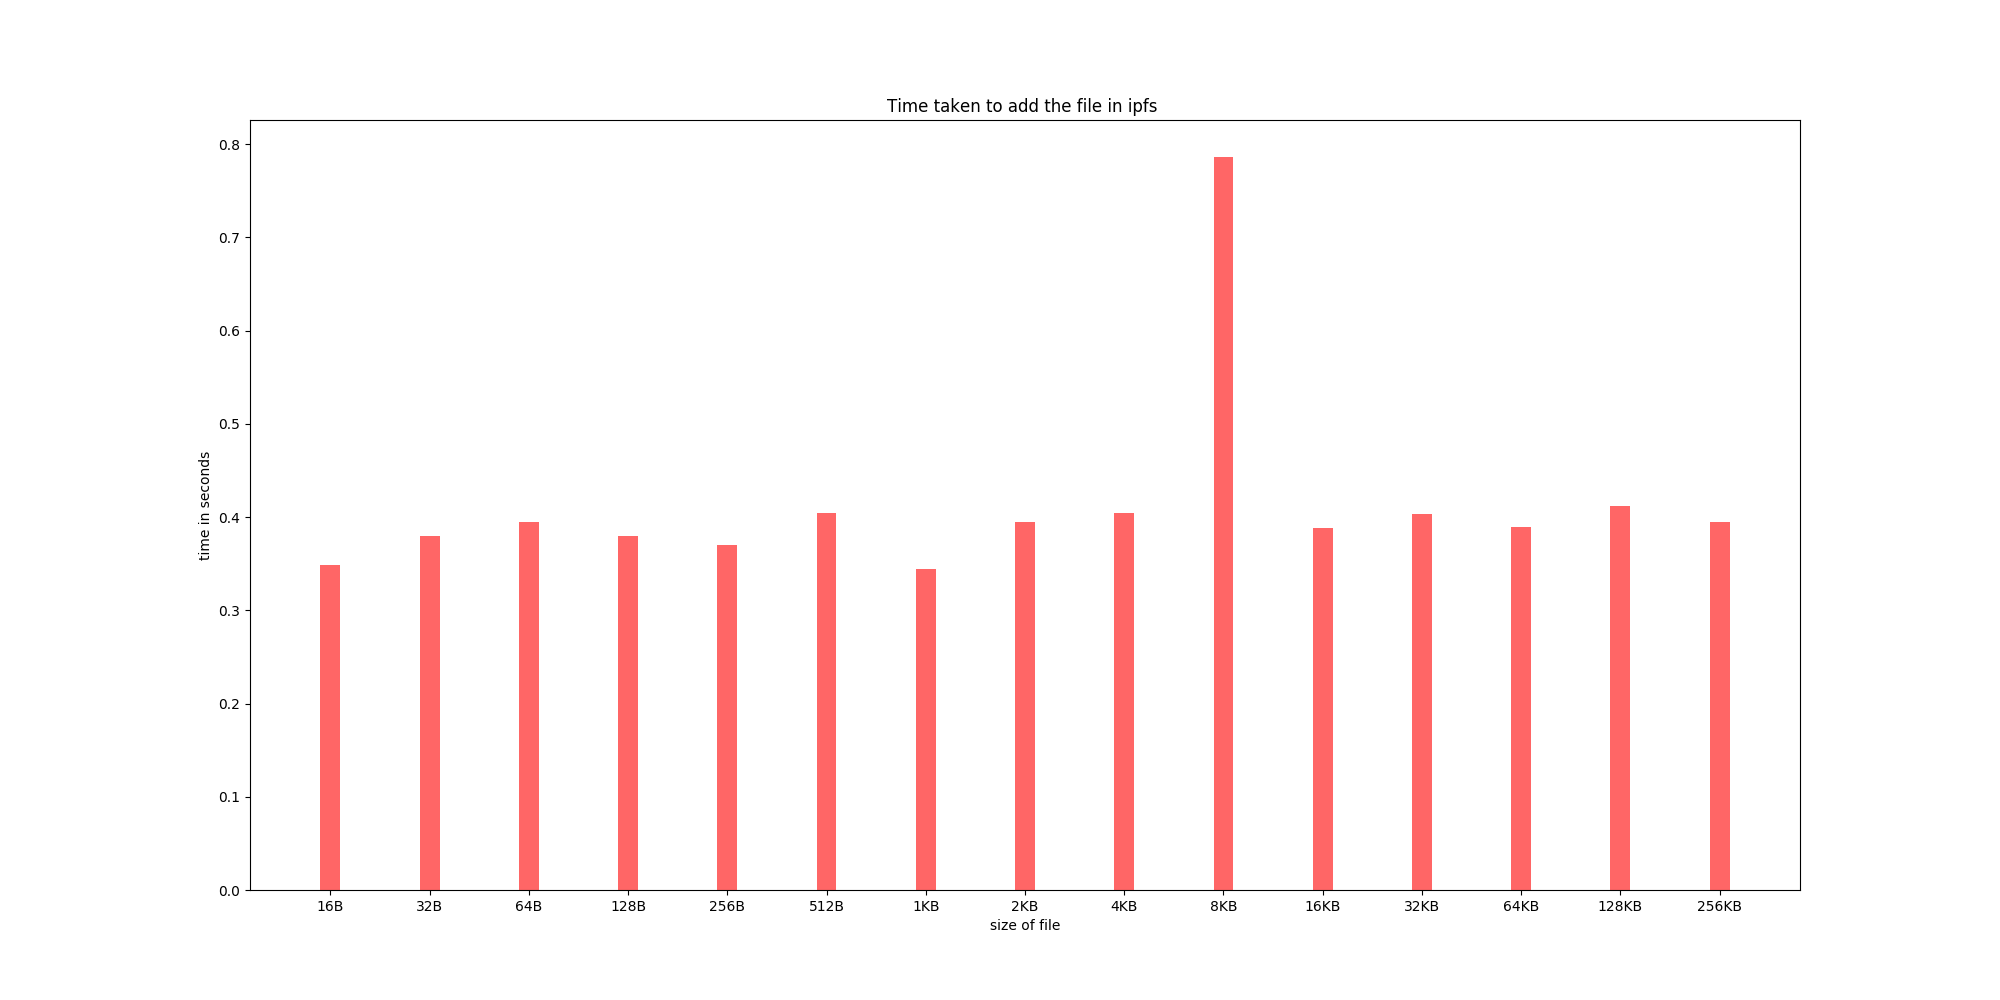 Time taken to add the file in ipfs
time in seconds
0.8
0.7
0.6
0.5
0.4
0.3
0.2
0.1
0.0
16B 32B 64B 128B 256B 512B 1KB 2KB 4KB 8KB 16KB 32KB 64KB 128KB 256KB
size of file